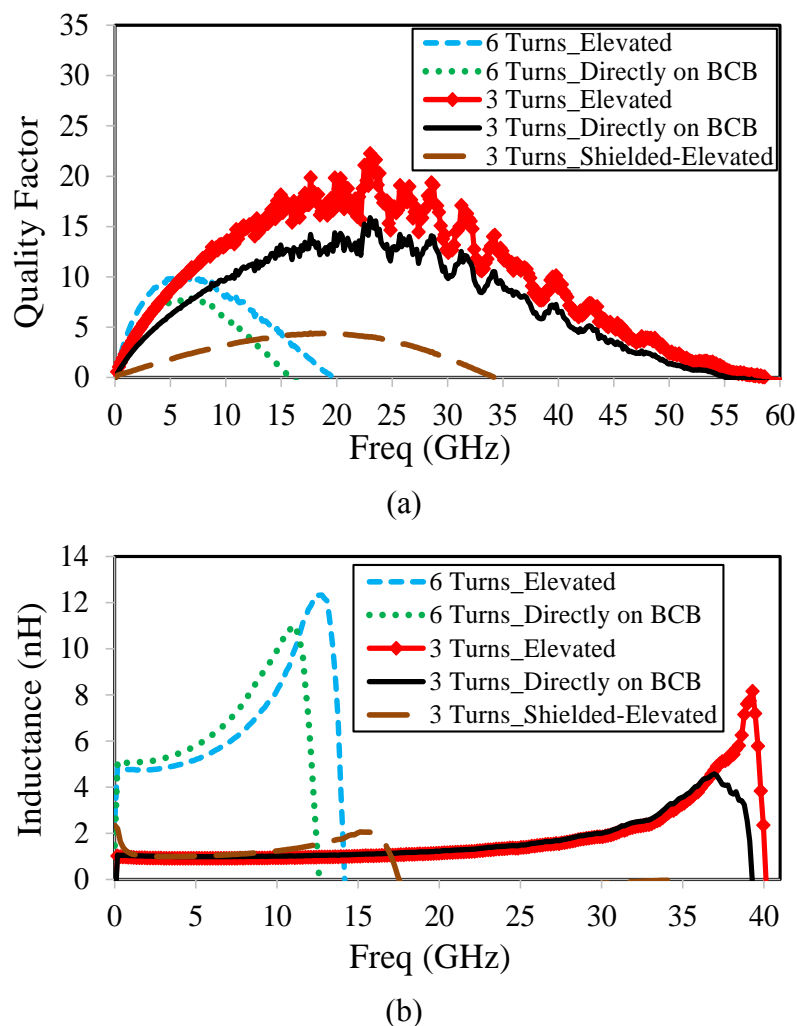 35
30
25
20
15
10
5
0
Quality Factor
6 Turns_Elevated
6 Turns_Directly on BCB
3 Turns_Elevated
3 Turns_Directly on BCB
3 Turns_Shielded-Elevated
0 5 10 15 20 25 30 35 40 45 50 55 60
Freq (GHz)
(a)
14
12
10
8
6
4
2
0
Inductance (nH)
6 Turns_Elevated
6 Turns_Directly on BCB
3 Turns_Elevated
3 Turns_Directly on BCB
3 Turns_Shielded-Elevated
0 5 10 15 20 25 30 35 40
Freq (GHz)
(b)